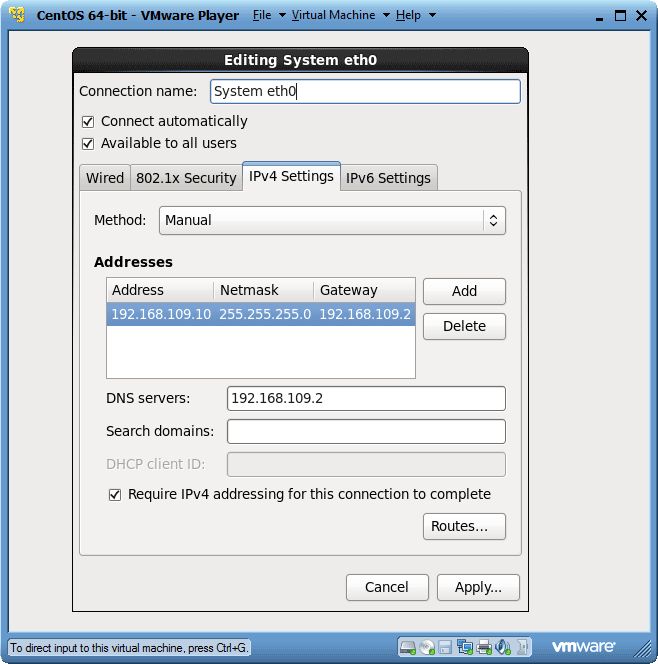 CentOS 64-bit - VMware Player File Virtual Machine Help
Editing System eth0
Connection name: System eth0
Connect automatically
Available to all users
Wired 802.1x Security IPv4 Settings IPv6 Settings
Method: Manual
Addresses
Address Netmask Gateway Add
192.168.109.10 255.255.255.0 192.168.109.2
Delete
DNS servers: 192.168.109.2
Search domains:
DHCP client ID:
Require IPv4 addressing for this connection to complete
Routes...
Cancel Apply...
To direct input to this virtual machine, press Ctrl+G. vmware